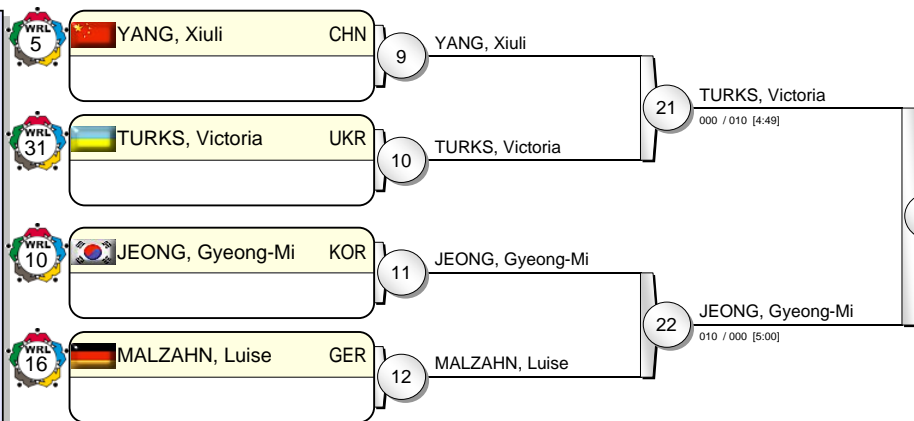 WRL
5
YANG, Xiuli CHN
9
YANG, Xiuli
21
TURKS, Victoria
000 / 010 [4:49]
WRL
31
TURKS, Victoria UKR
10
TURKS, Victoria
WRL
10
JEONG, Gyeong-Mi KOR
11
JEONG, Gyeong-Mi
22
JEONG, Gyeong-Mi
010 / 000 [5:00]
WRL
16
MALZAHN, Luise GER
12
MALZAHN, Luise